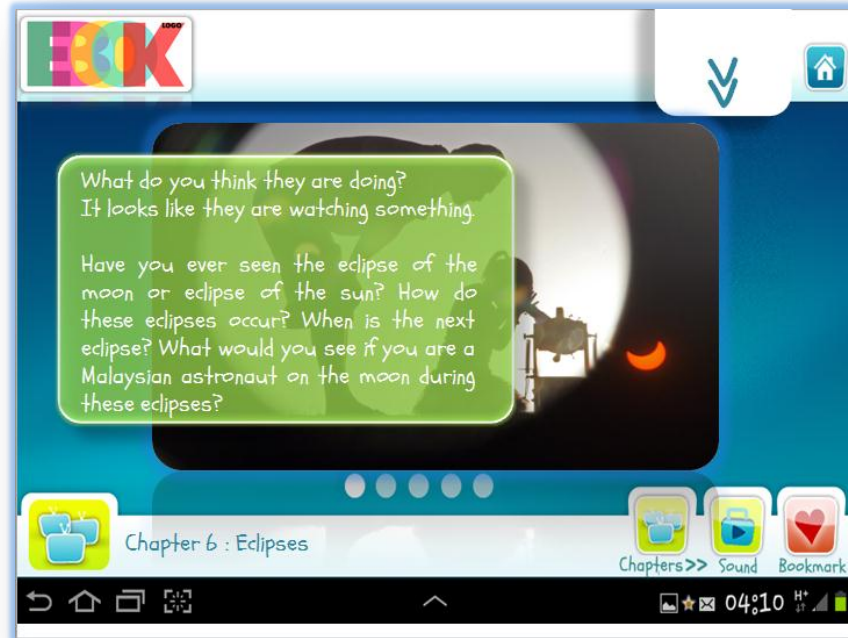 EBOOK
LOGO
What do you think they are doing?
It looks like they are watching something.
Have you ever seen the eclipse of the
moon or eclipse of the sun? How do
these eclipses occur? When is the next
eclipse? What would you see if you are a
Malaysian astronaut on the moon during
these eclipses?
Chapter 6 : Eclipses
Chapters>> Sound Bookmark
04:10 H+